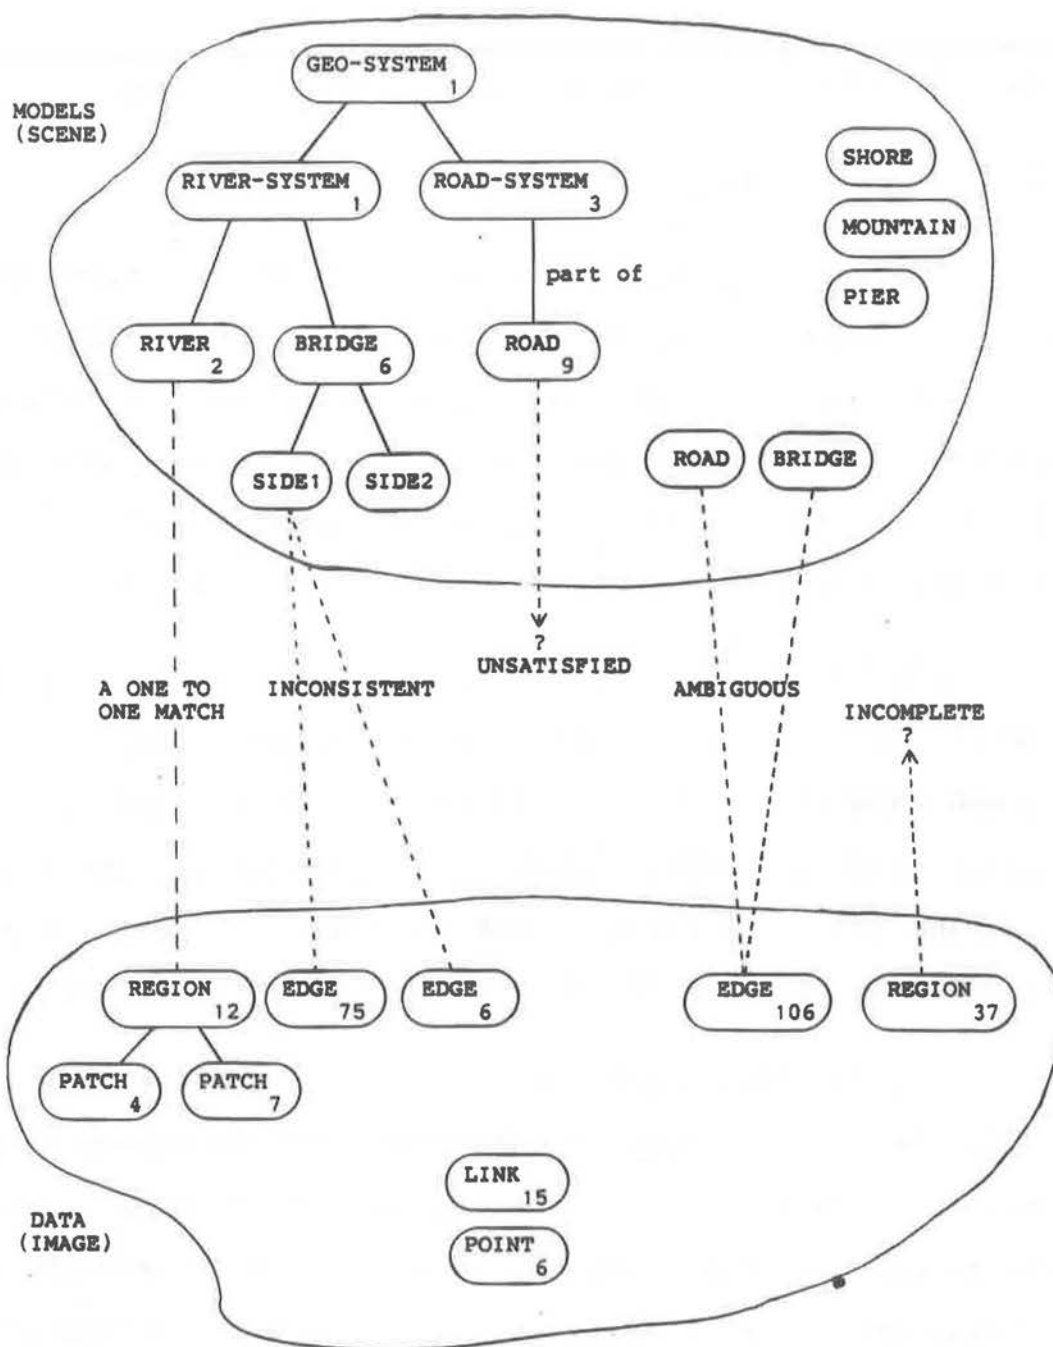 GEO-SYSTEM
1
MODELS
(SCENE)
SHORE
RIVER-SYSTEM
1
ROAD-SYSTEM
3
MOUNTAIN
part of
PIER
RIVER
2
BRIDGE
6
ROAD
9
ROAD
BRIDGE
SIDE1
SIDE2
?
UNSATISFIED
A ONE TO
ONE MATCH
INCONSISTENT
AMBIGUOUS
INCOMPLETE
?
REGION
12
EDGE
75
EDGE
6
EDGE
106
REGION
37
PATCH
4
PATCH
7
LINK
15
DATA
(IMAGE)
POINT
6